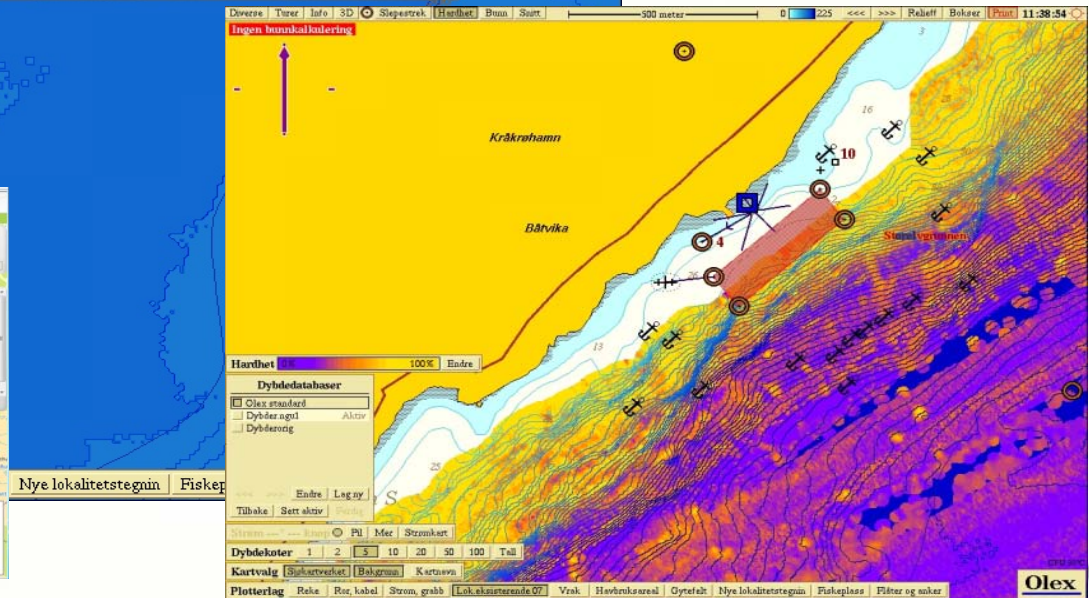 Diverse Turer Info 3D Slepestrek Hardhet Bunn Snitt 500 meter 0 225 <<< >>> Relieff Bokser Print 11:38:54
Ingen bunnkalkulering
3
16
10
Kråkrøhamn
Båtvika
4
26
13
25
S
Hardhet 0% 100% Endre
Dybdedatabaser
Olex standard
Dybder.ngu1 Aktiv
Dybderorig
Endre Lag ny
Tilbake Sett aktiv
Pil Mer Strømkart
Dybdekoter 1 2 5 10 20 50 100 Tall
Kartvalg Sjøkartverket Bakgrunn Kartnavn
Plotterlag Reke Ror, kabel Strom, grabb Lok.eksisterende 07 Vrak Havbruksareal Gytefelt Nye lokalitetstegnin Fiskeplass Flåter og anker
Olex
Nye lokalitetstegnin Fiskep